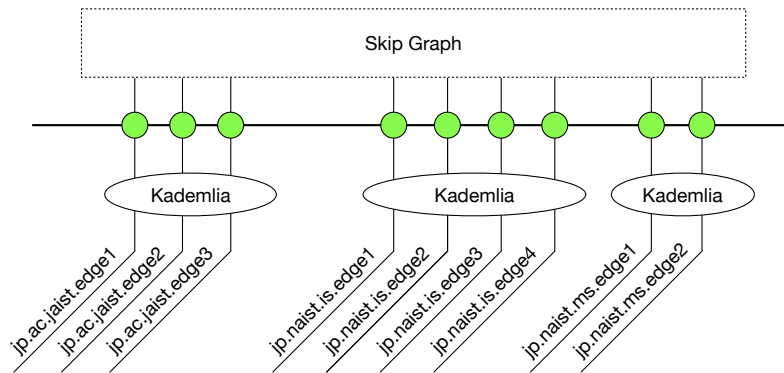 Skip Graph
Kademlia
Kademlia
Kademlia
jp.ac.jaist.edge1
jp.ac.jaist.edge2
jp.ac.jaist.edge3
jp.naist.is.edge1
jp.naist.is.edge2
jp.naist.is.edge3
jp.naist.is.edge4
jp.naist.ms.edge1
jp.naist.ms.edge2